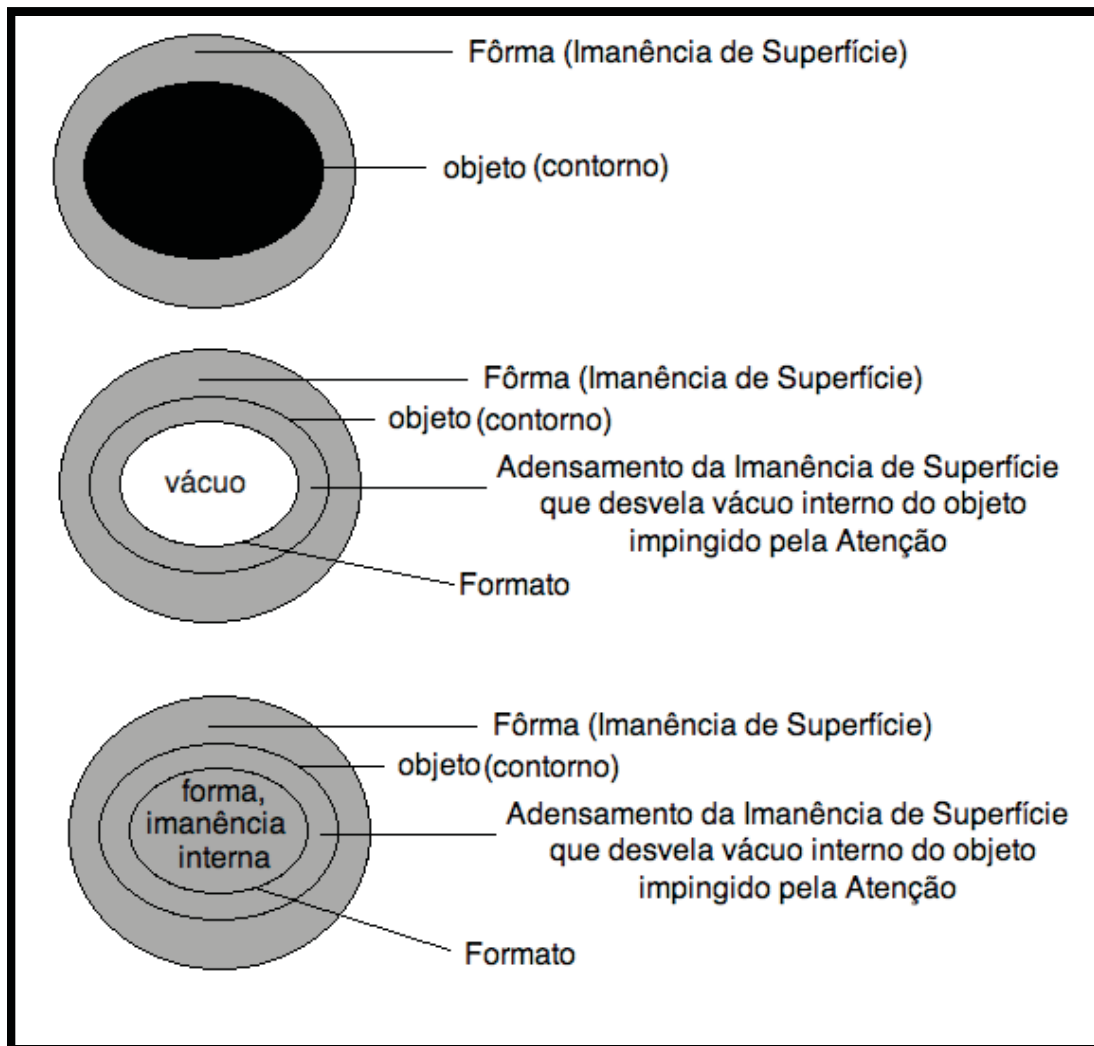 Fôrma (Imanência de Superfície)
objeto (contorno)
Fôrma (Imanência de Superfície)
objeto (contorno)
vácuo
Adensamento da Imanência de Superfície
que desvela vácuo interno do objeto
impingido pela Atenção
Formato
Fôrma (Imanência de Superfície)
objeto (contorno)
forma,
imanência
interna
Adensamento da Imanência de Superfície
que desvela vácuo interno do objeto
impingido pela Atenção
Formato